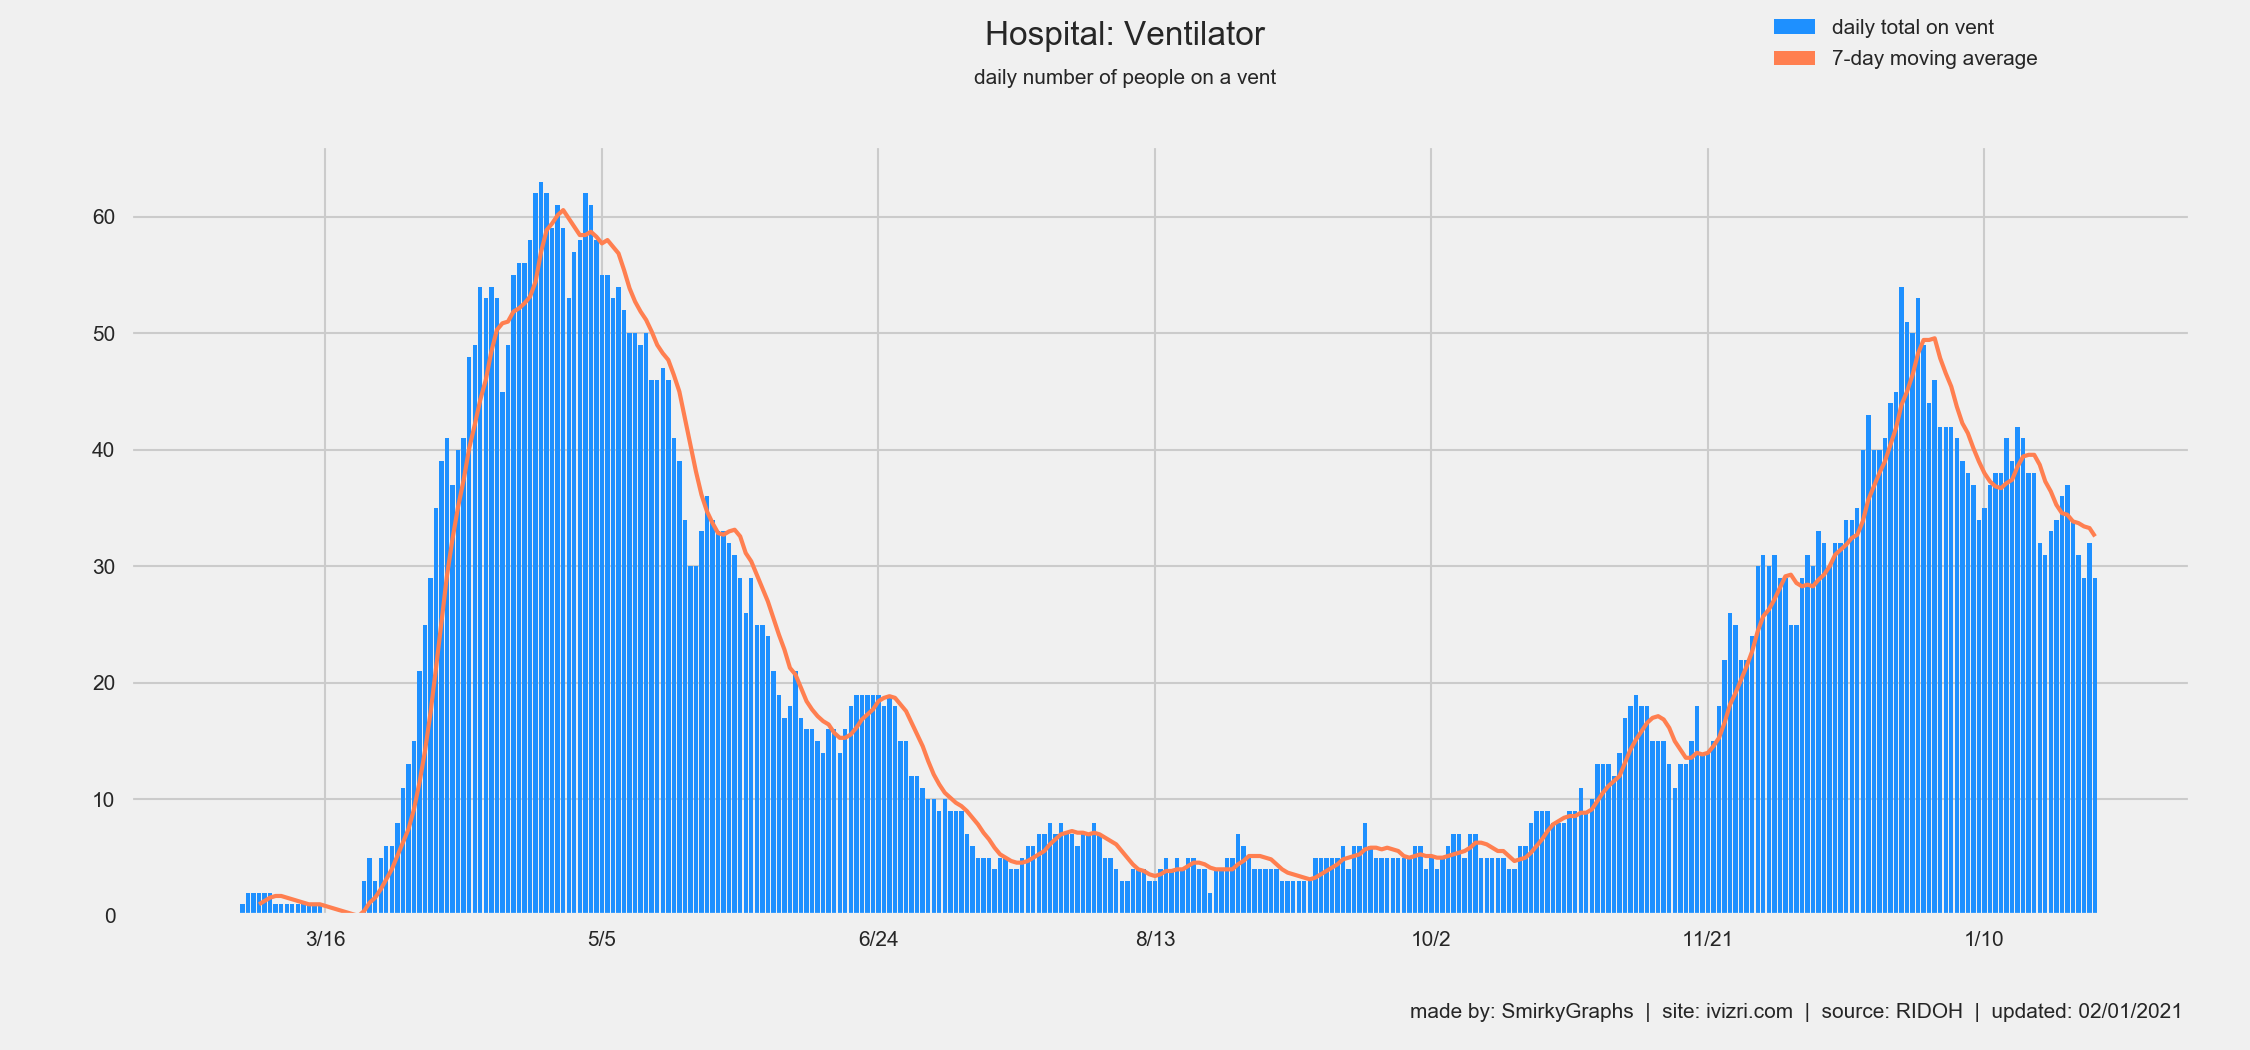 Hospital: Ventilator
daily number of people on a vent
daily total on vent
7-day moving average
60
50
40
30
20
10
0
3/16 5/5 6/24 8/13 10/2 11/21 1/10
made by: SmirkyGraphs | site: ivizri.com | source: RIDOH | updated: 02/01/2021